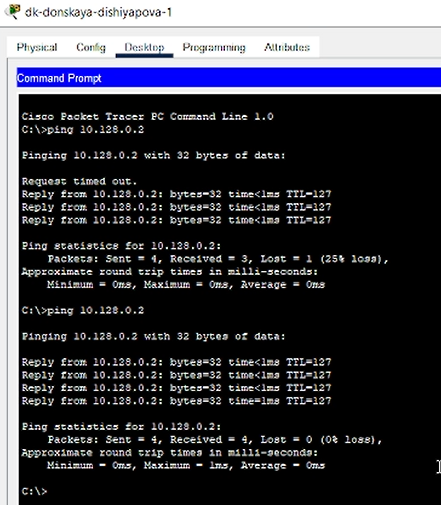 dk-donskaya-dishiyapova-1
Physical Config Desktop Programming Attributes
Command Prompt
Cisco Packet Tracer PC Command Line 1.0
C:\>ping 10.128.0.2
Pinging 10.128.0.2 with 32 bytes of data:
Request timed out.
Reply from 10.128.0.2: bytes=32 time<1ms TTL=127
Reply from 10.128.0.2: bytes=32 time<1ms TTL=127
Reply from 10.128.0.2: bytes=32 time<1ms TTL=127
Ping statistics for 10.128.0.2:
Packets: Sent = 4, Received = 3, Lost = 1 (25% loss),
Approximate round trip times in milli-seconds:
Minimum = 0ms, Maximum = 0ms, Average = 0ms
C:\>ping 10.128.0.2
Pinging 10.128.0.2 with 32 bytes of data:
Reply from 10.128.0.2: bytes=32 time<1ms TTL=127
Reply from 10.128.0.2: bytes=32 time<1ms TTL=127
Reply from 10.128.0.2: bytes=32 time<1ms TTL=127
Reply from 10.128.0.2: bytes=32 time=1ms TTL=127
Ping statistics for 10.128.0.2:
Packets: Sent = 4, Received = 4, Lost = 0 (0% loss),
Approximate round trip times in milli-seconds:
Minimum = 0ms, Maximum = 1ms, Average = 0ms
C:\>